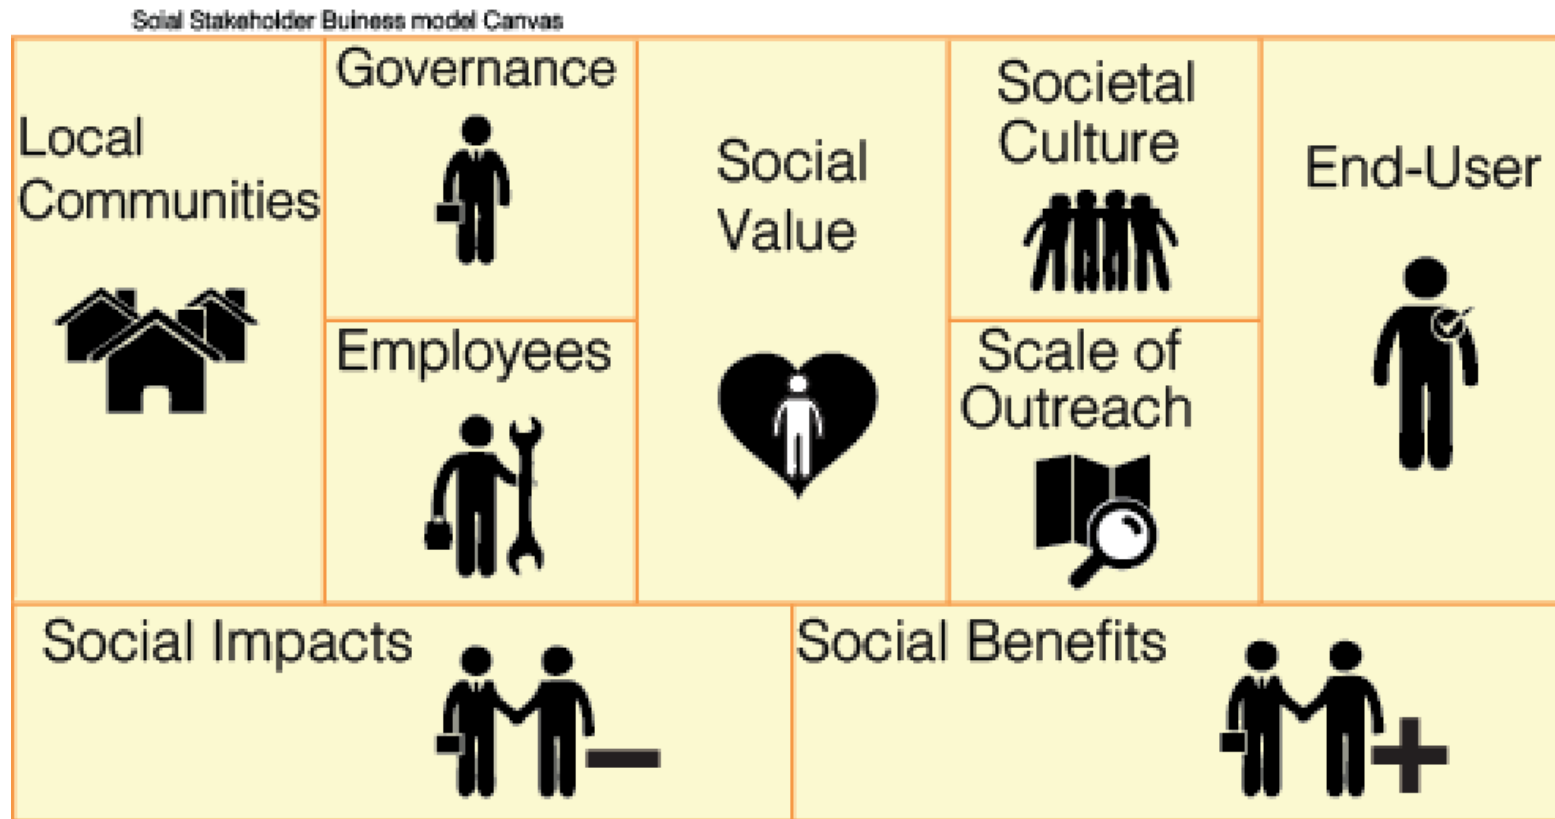 Soial Stakeholder Buiness model Canvas
Local
Communities
Governance
Employees
Social
Value
Societal
Culture
Scale of
Outreach
End-User
Social Impacts
Social Benefits